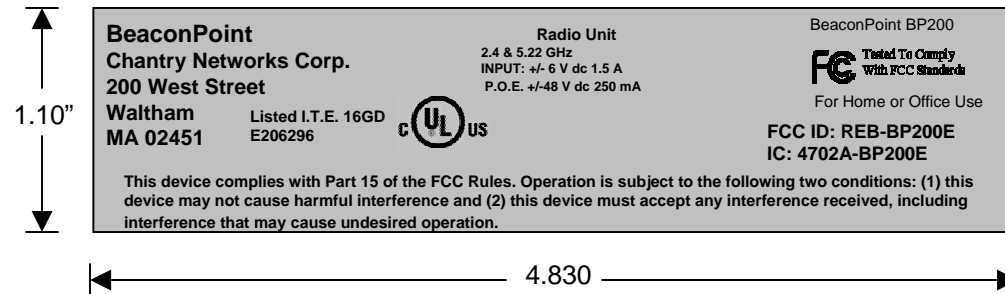 BeaconPoint
Chantry Networks Corp.
200 West Street
Waltham
MA 02451
Listed I.T.E. 16GD
E206296
C UL US
Radio Unit
2.4 & 5.22 GHz
INPUT: +/- 6 V dc 1.5 A
P.O.E. +/-48 V dc 250 mA
BeaconPoint BP200
FC Tested To Comply
With FCC Standards
For Home or Office Use
FCC ID: REB-BP200E
IC: 4702A-BP200E
This device complies with Part 15 of the FCC Rules. Operation is subject to the following two conditions: (1) this
device may not cause harmful interference and (2) this device must accept any interference received, including
interference that may cause undesired operation.
1.10”
4.830